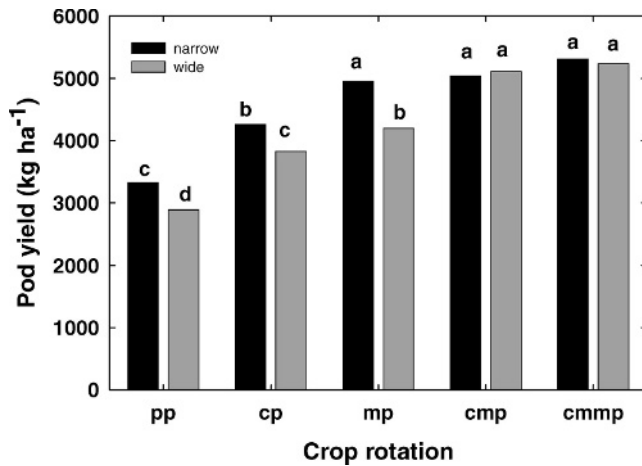 6000
narrow
wide
5000
4000
3000
2000
1000
0
Pod yield (kg ha⁻¹)
c
d
b
c
a
b
a
a
a
a
pp
cp
mp
cmp
cmmp
Crop rotation